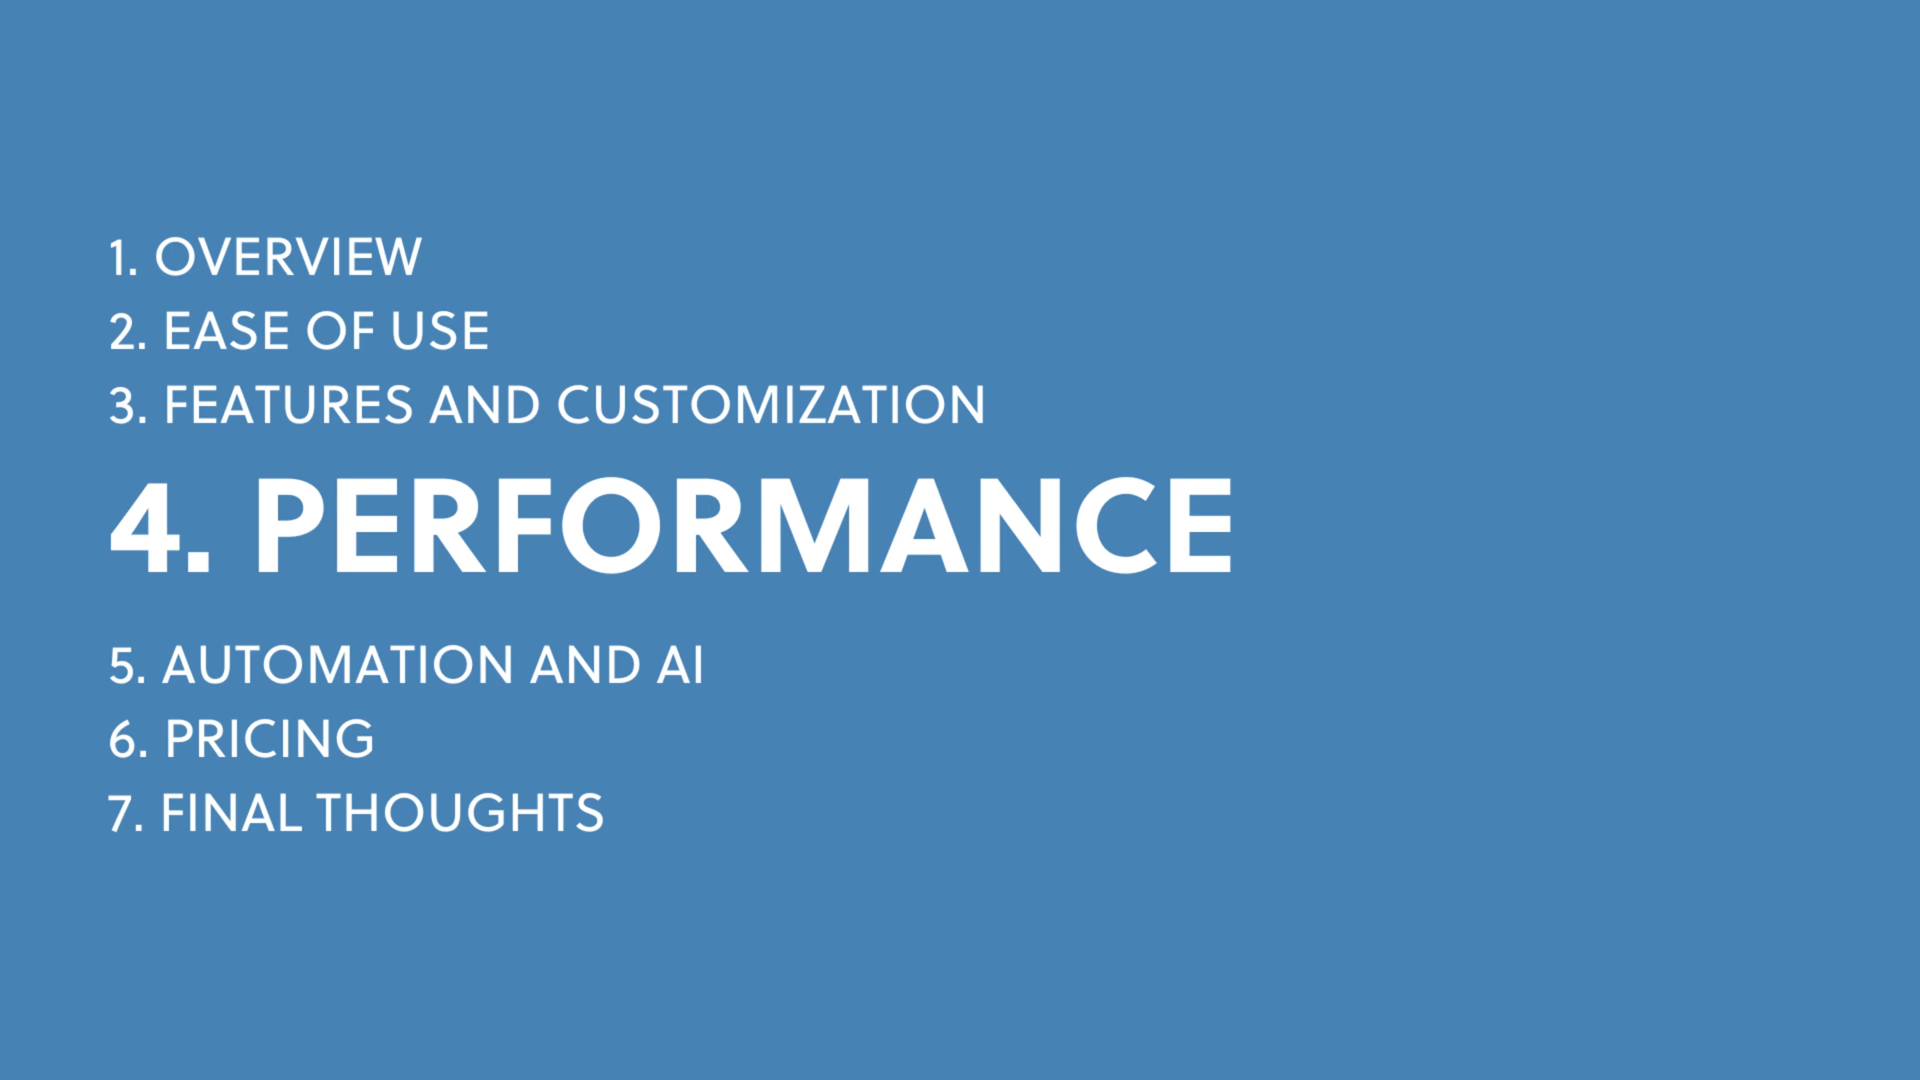 1. OVERVIEW
2. EASE OF USE
3. FEATURES AND CUSTOMIZATION
4. PERFORMANCE
5. AUTOMATION AND AI
6. PRICING
7. FINAL THOUGHTS